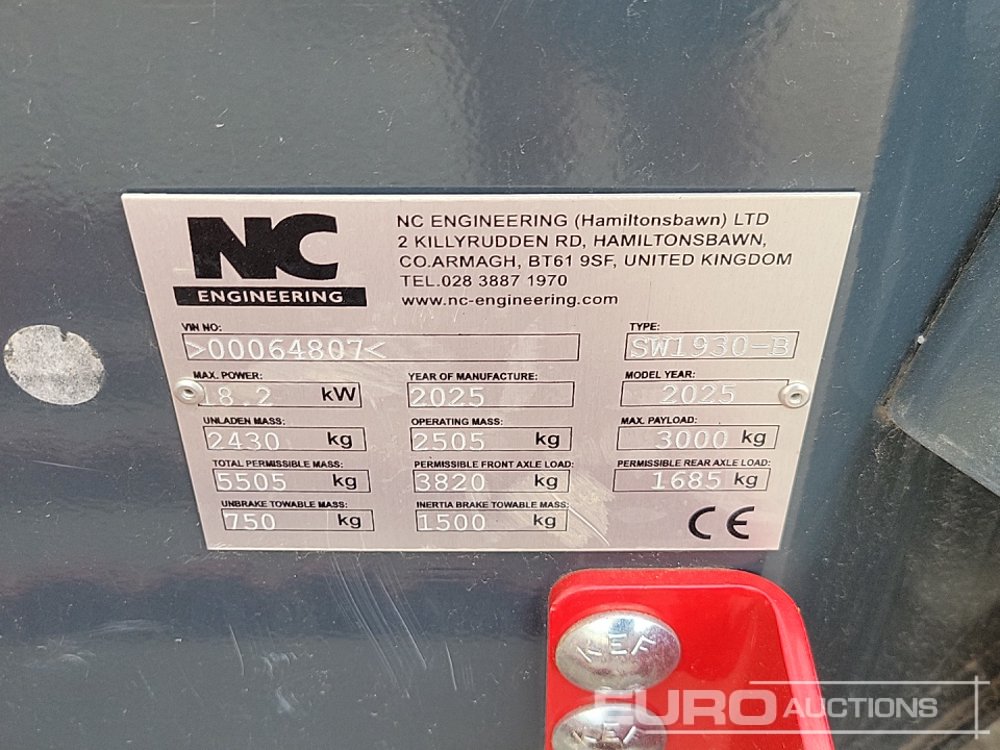 NC
ENGINEERING
NC ENGINEERING (Hamiltonsbawn) LTD
2 KILLYRUDDEN RD, HAMILTONSBAWN,
CO.ARMAGH, BT61 9SF, UNITED KINGDOM
TEL.028 3887 1970
www.nc-engineering.com
VIN NO: TYPE:
>00064807< SW1930-B
MAX. POWER: YEAR OF MANUFACTURE: MODEL YEAR:
18.2 kW 2025 2025
UNLADEN MASS: OPERATING MASS: MAX. PAYLOAD:
2430 kg 2505 kg 3000 kg
TOTAL PERMISSIBLE MASS: PERMISSIBLE FRONT AXLE LOAD: PERMISSIBLE REAR AXLE LOAD:
5505 kg 3820 kg 1685 kg
UNBRAKE TOWABLE MASS: INERTIA BRAKE TOWABLE MASS:
750 kg 1500 kg
CE
EURO AUCTIONS